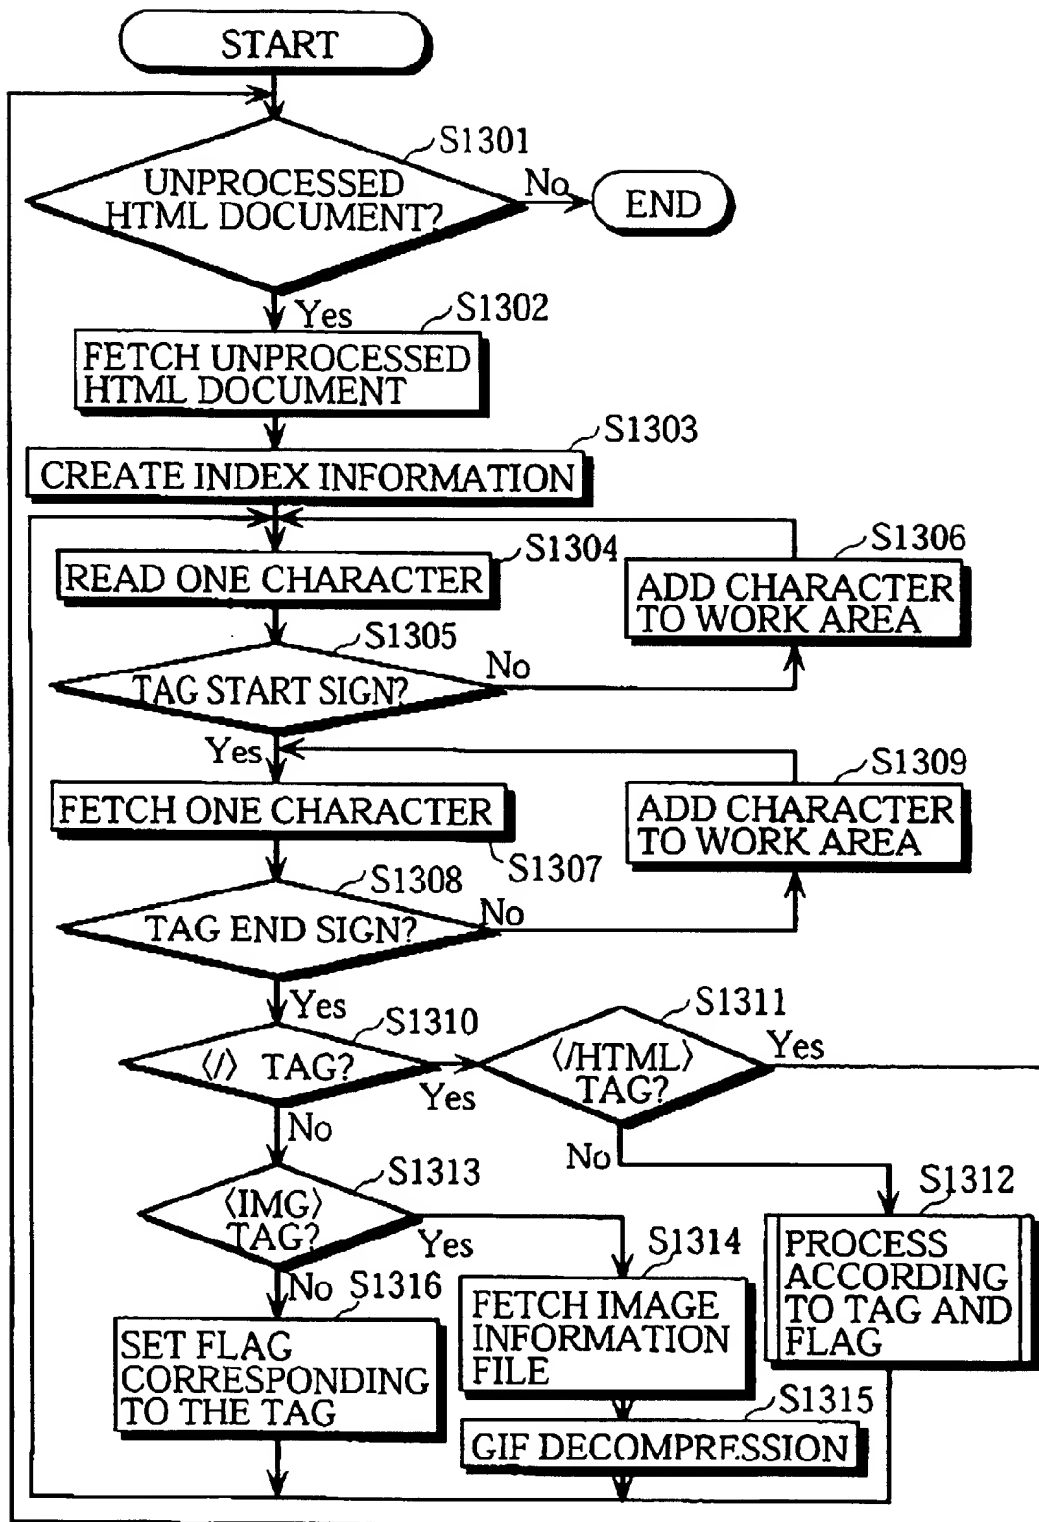 START
S1301
UNPROCESSED
HTML DOCUMENT?
No
END
Yes
S1302
FETCH UNPROCESSED
HTML DOCUMENT
S1303
CREATE INDEX INFORMATION
S1304
READ ONE CHARACTER
S1306
ADD CHARACTER
TO WORK AREA
S1305
TAG START SIGN?
No
Yes
FETCH ONE CHARACTER
S1307
S1309
ADD CHARACTER
TO WORK AREA
S1308
TAG END SIGN?
No
Yes
S1310
⟨/⟩ TAG?
Yes
No
S1311
⟨/HTML⟩
TAG?
Yes
No
S1312
PROCESS
ACCORDING
TO TAG AND
FLAG
S1313
⟨IMG⟩
TAG?
Yes
No
S1314
FETCH IMAGE
INFORMATION
FILE
S1315
GIF DECOMPRESSION
S1316
SET FLAG
CORRESPONDING
TO THE TAG